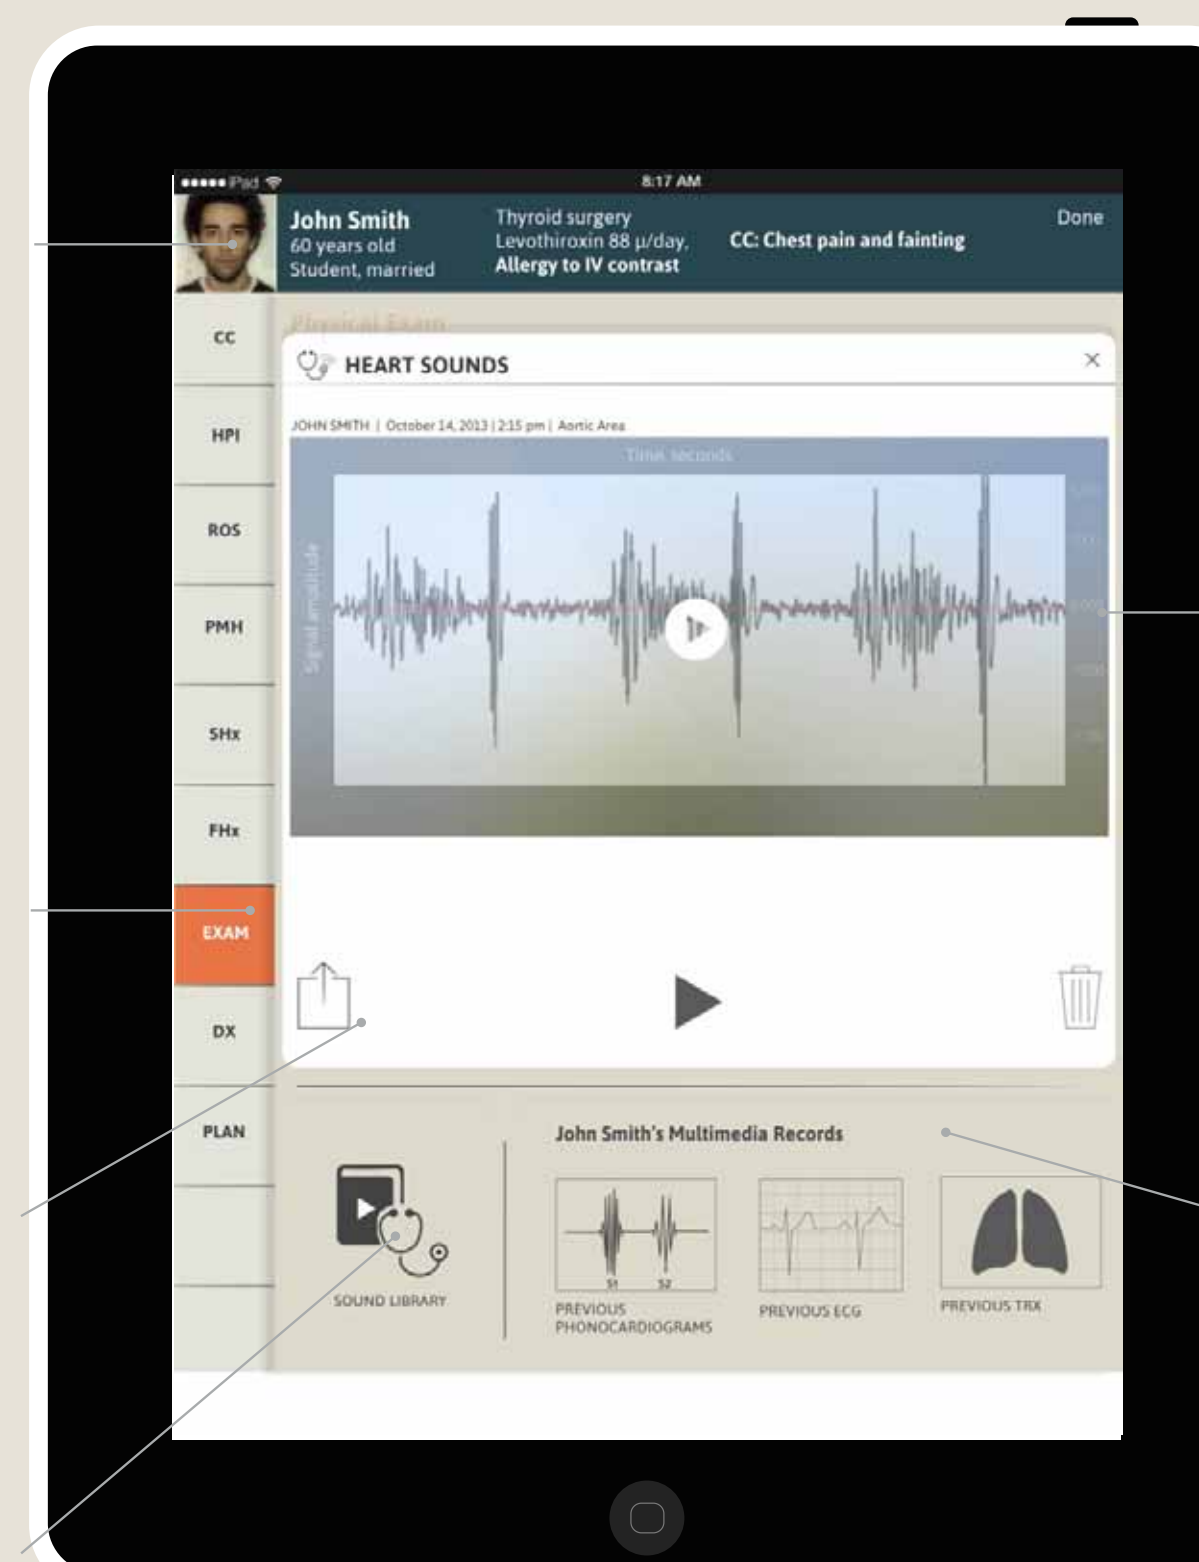 iPad
8:17 AM
John Smith
60 years old
Student, married
Thyroid surgery
Levothiroxin 88 µ/day,
Allergy to IV contrast
CC: Chest pain and fainting
Done
CC
HPI
ROS
PMH
SHx
FHx
EXAM
DX
PLAN
Physical Exam
HEART SOUNDS
JOHN SMITH | October 14, 2013 | 2:15 pm | Aortic Area
Time, seconds
Signal amplitude
SOUND LIBRARY
John Smith's Multimedia Records
S1 S2
PREVIOUS
PHONOCARDIOGRAMS
PREVIOUS ECG
PREVIOUS TRX